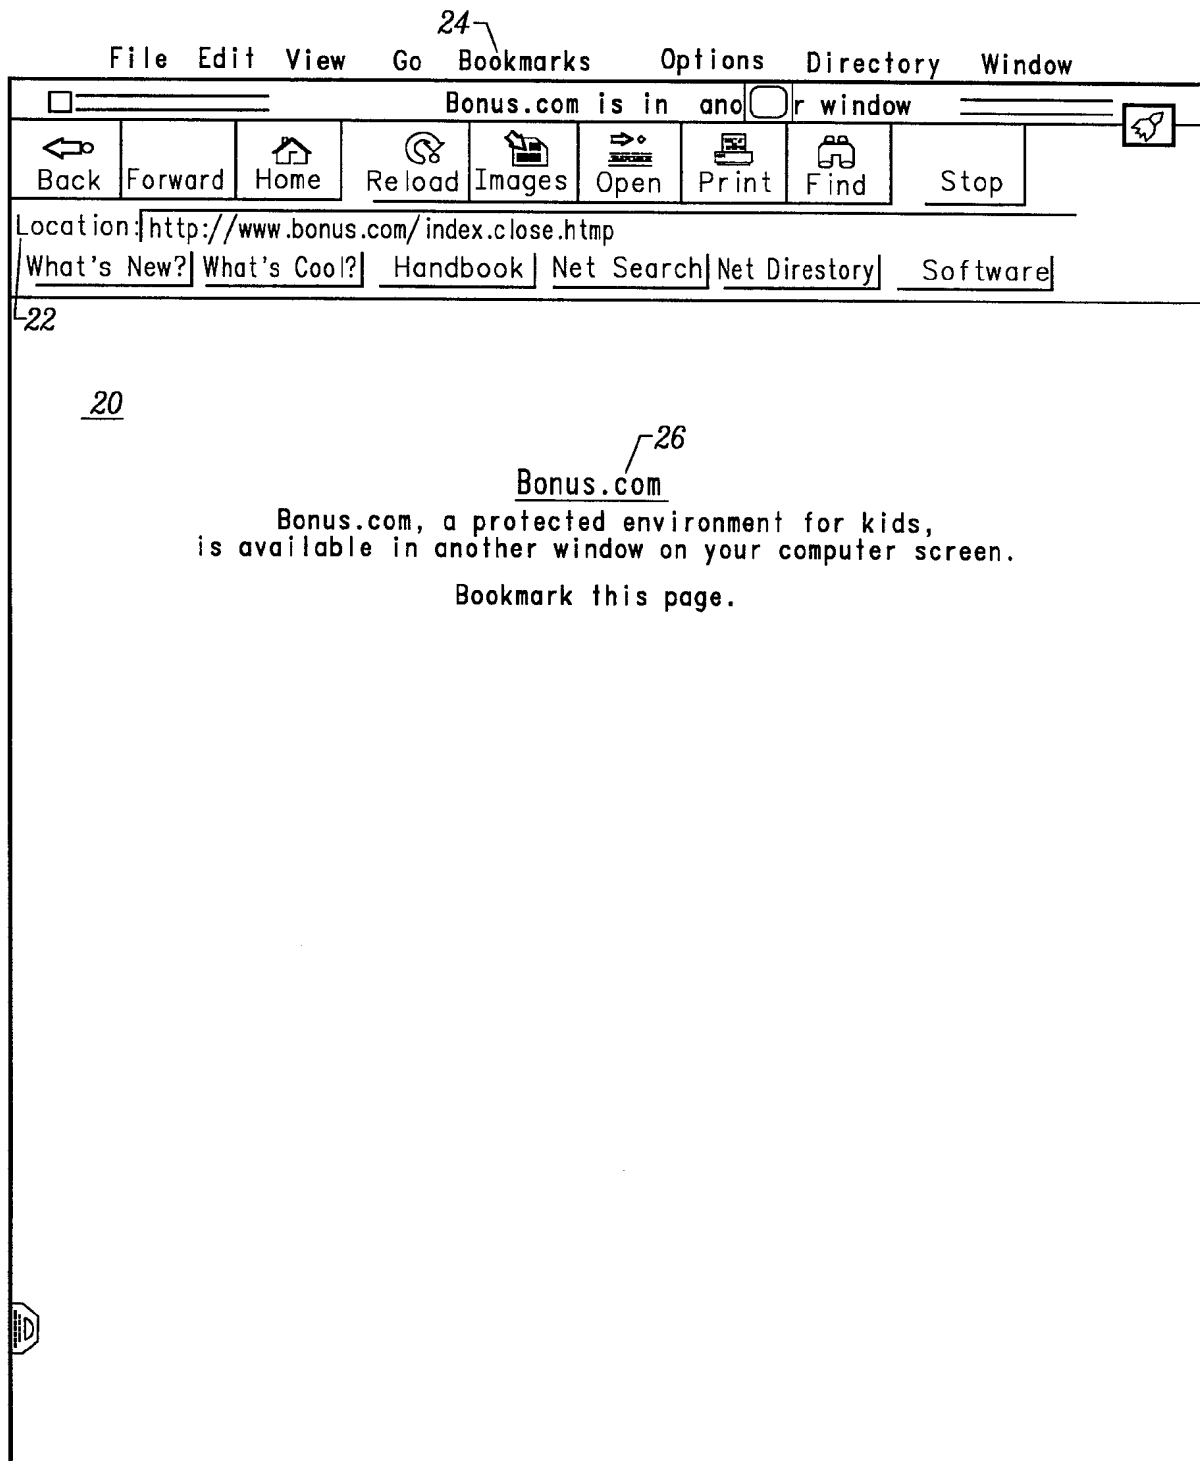 24
File Edit View Go Bookmarks Options Directory Window
Bonus.com is in ano r window
Back Forward Home Reload Images Open Print Find Stop
Location: http://www.bonus.com/index.close.htmp
What's New? What's Cool? Handbook Net Search Net Direstory Software
22
20
26
Bonus.com
Bonus.com, a protected environment for kids,
is available in another window on your computer screen.
Bookmark this page.